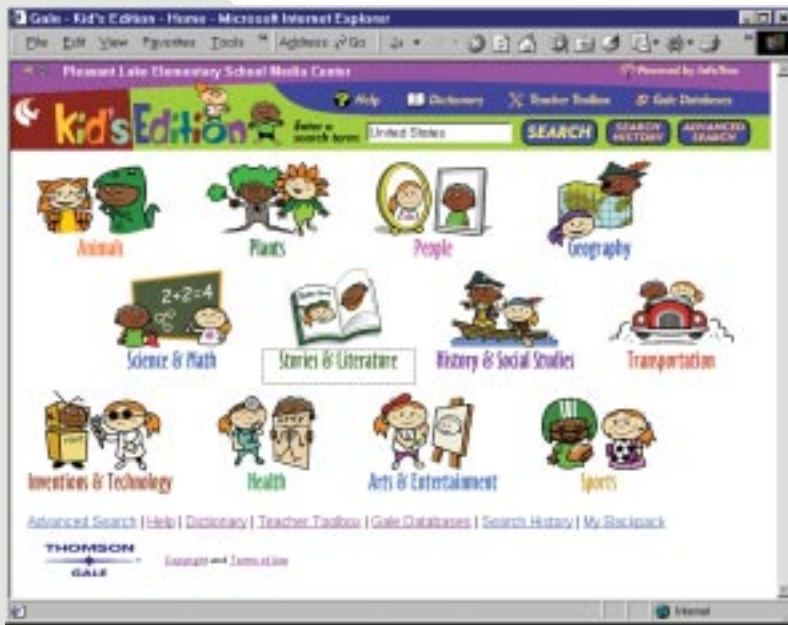 Gale - Kid's Edition - Home - Microsoft Internet Explorer
File Edit View Favorites Tools » Address Go
Pleasant Lake Elementary School Media Center Powered by InfoTrac
Help Dictionary Teacher Toolbox Gale Databases
Kid's Edition Enter a search term: United States SEARCH SEARCH HISTORY ADVANCED SEARCH
Animals Plants People Geography
2+2=4
Science & Math Stories & Literature History & Social Studies Transportation
Inventions & Technology Health Arts & Entertainment Sports
Advanced Search | Help | Dictionary | Teacher Toolbox | Gale Databases | Search History | My Backpack
THOMSON
GALE
Copyright and Terms of Use
Internet